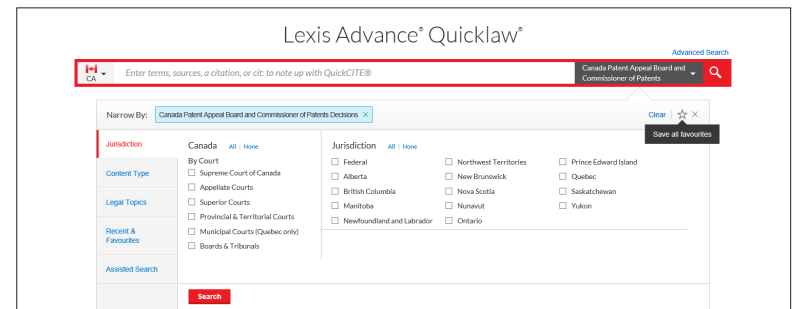 Lexis Advance® Quicklaw®
Advanced Search
CA
Enter terms, sources, a citation, or cit: to note up with QuickCITE®
Canada Patent Appeal Board and
Commissioner of Patents
Narrow By:
Canada Patent Appeal Board and Commissioner of Patents Decisions ×
Clear
Save all favourites
Jurisdiction
Content Type
Legal Topics
Recent &
Favourites
Assisted Search
Canada All | None
By Court
Supreme Court of Canada
Appellate Courts
Superior Courts
Provincial & Territorial Courts
Municipal Courts (Quebec only)
Boards & Tribunals
Jurisdiction All | None
Federal
Alberta
British Columbia
Manitoba
Newfoundland and Labrador
Northwest Territories
New Brunswick
Nova Scotia
Nunavut
Ontario
Prince Edward Island
Quebec
Saskatchewan
Yukon
Search